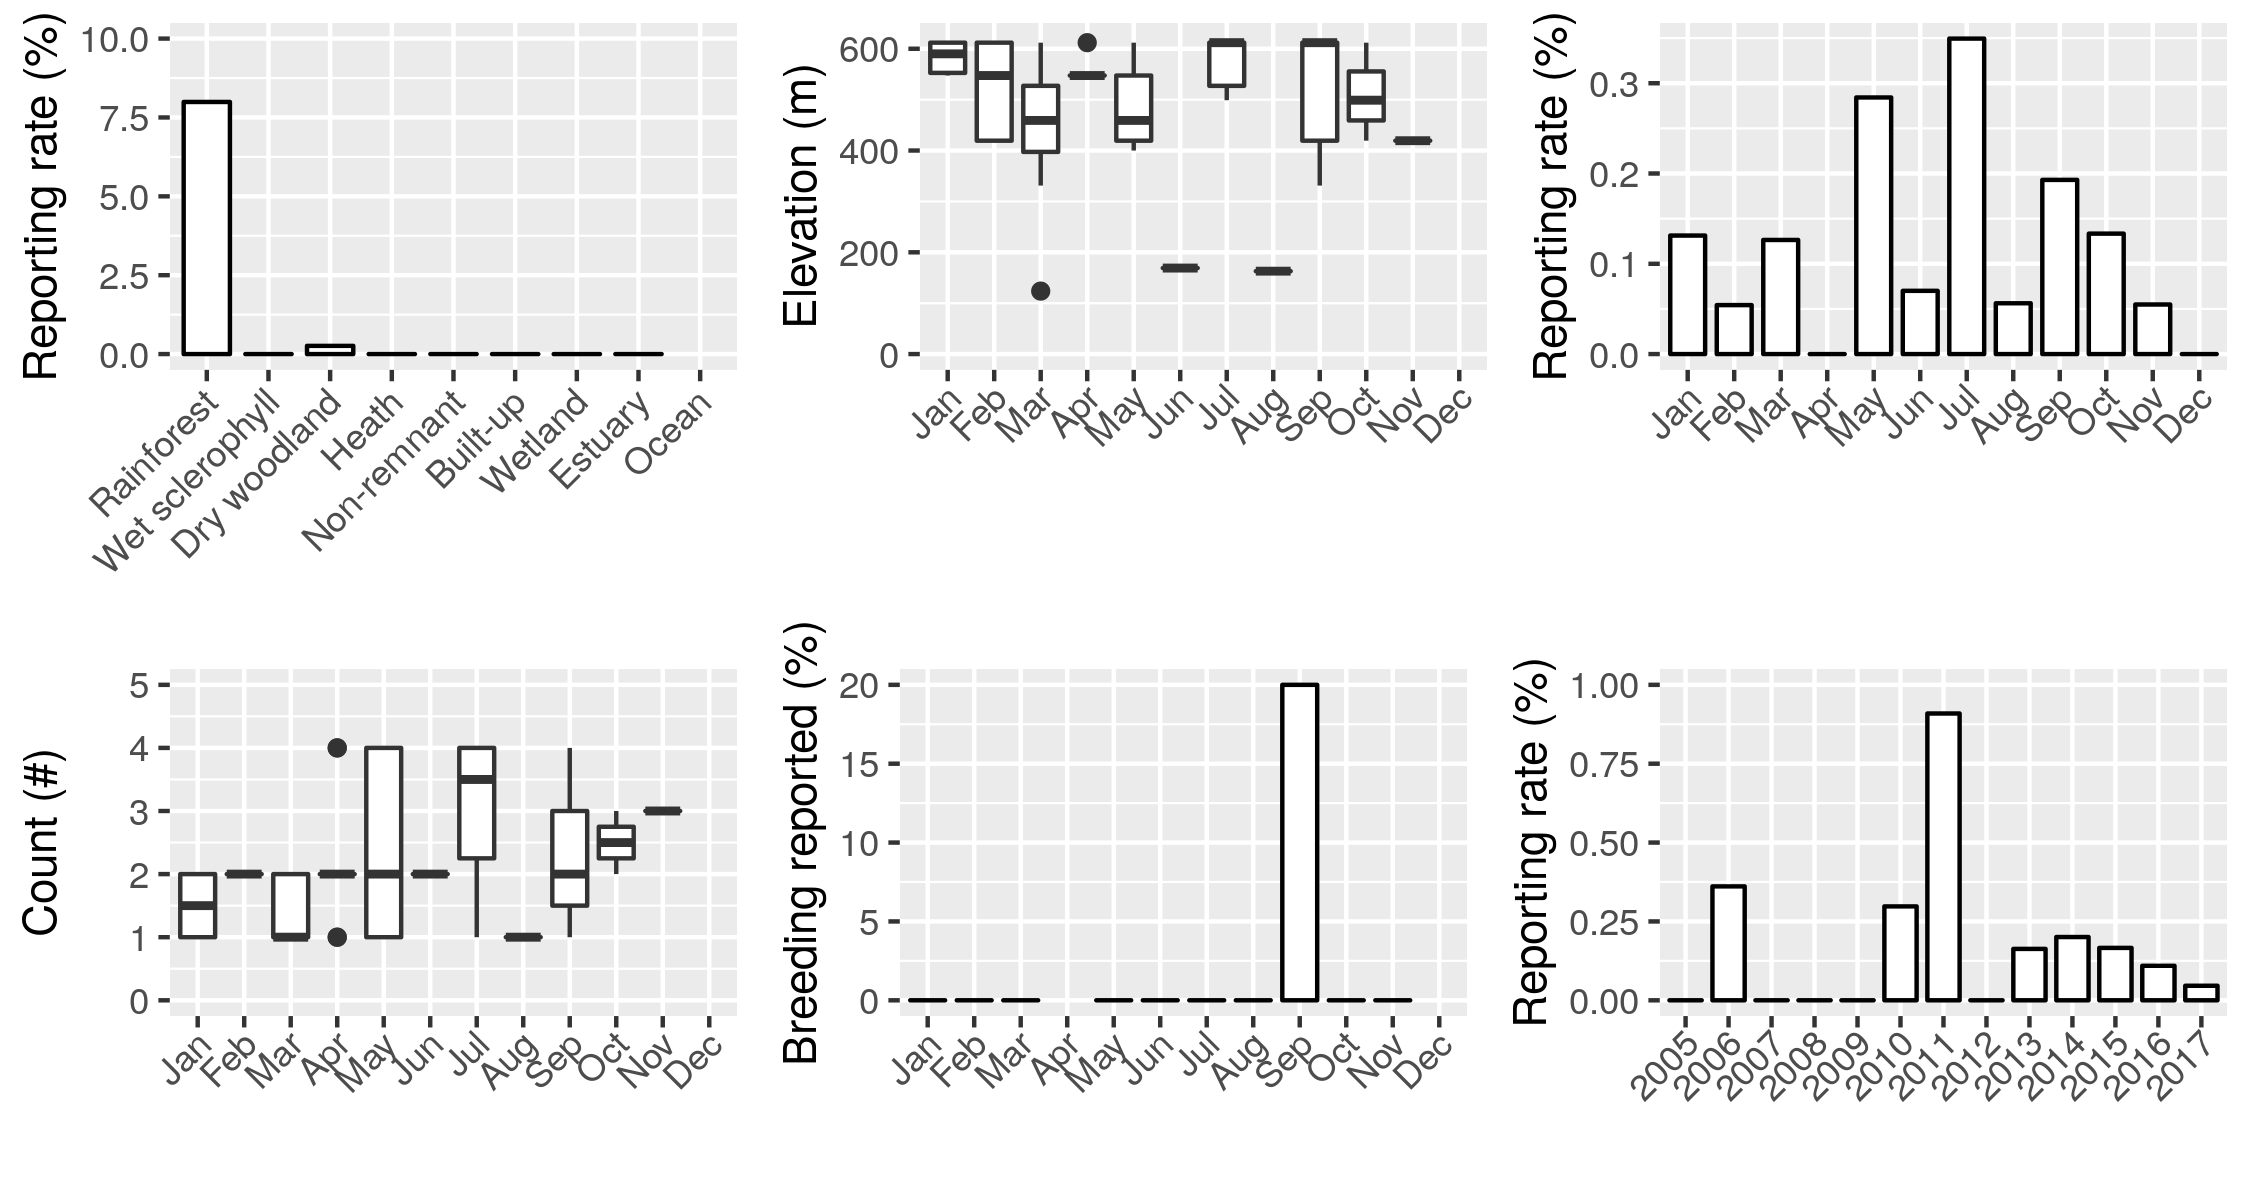 Reporting rate (%)
10.0
7.5
5.0
2.5
0.0
Rainforest
Wet sclerophyll
Dry woodland
Heath
Non-remnant
Built-up
Wetland
Estuary
Ocean
Elevation (m)
600
400
200
0
Jan
Feb
Mar
Apr
May
Jun
Jul
Aug
Sep
Oct
Nov
Dec
Reporting rate (%)
0.3
0.2
0.1
0.0
Jan
Feb
Mar
Apr
May
Jun
Jul
Aug
Sep
Oct
Nov
Dec
Count (#)
5
4
3
2
1
0
Jan
Feb
Mar
Apr
May
Jun
Jul
Aug
Sep
Oct
Nov
Dec
Breeding reported (%)
20
15
10
5
0
Jan
Feb
Mar
Apr
May
Jun
Jul
Aug
Sep
Oct
Nov
Dec
Reporting rate (%)
1.00
0.75
0.50
0.25
0.00
2005
2006
2007
2008
2009
2010
2011
2012
2013
2014
2015
2016
2017